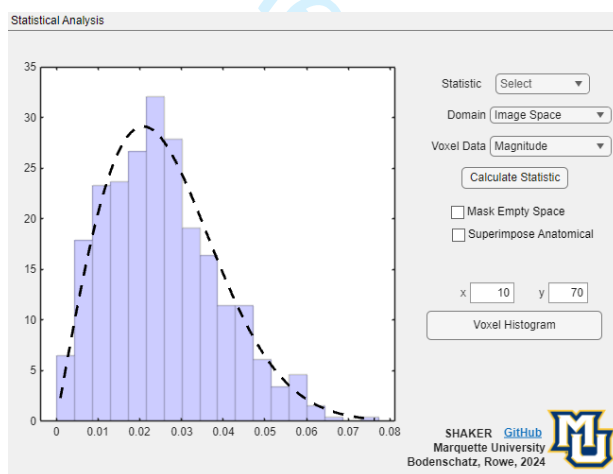 Statistical Analysis
35
30
25
20
15
10
5
0
0 0.01 0.02 0.03 0.04 0.05 0.06 0.07 0.08
Statistic Select
Domain Image Space
Voxel Data Magnitude
Calculate Statistic
Mask Empty Space
Superimpose Anatomical
x 10 y 70
Voxel Histogram
SHAKER GitHub
Marquette University
Bodenschatz, Rowe, 2024
MU